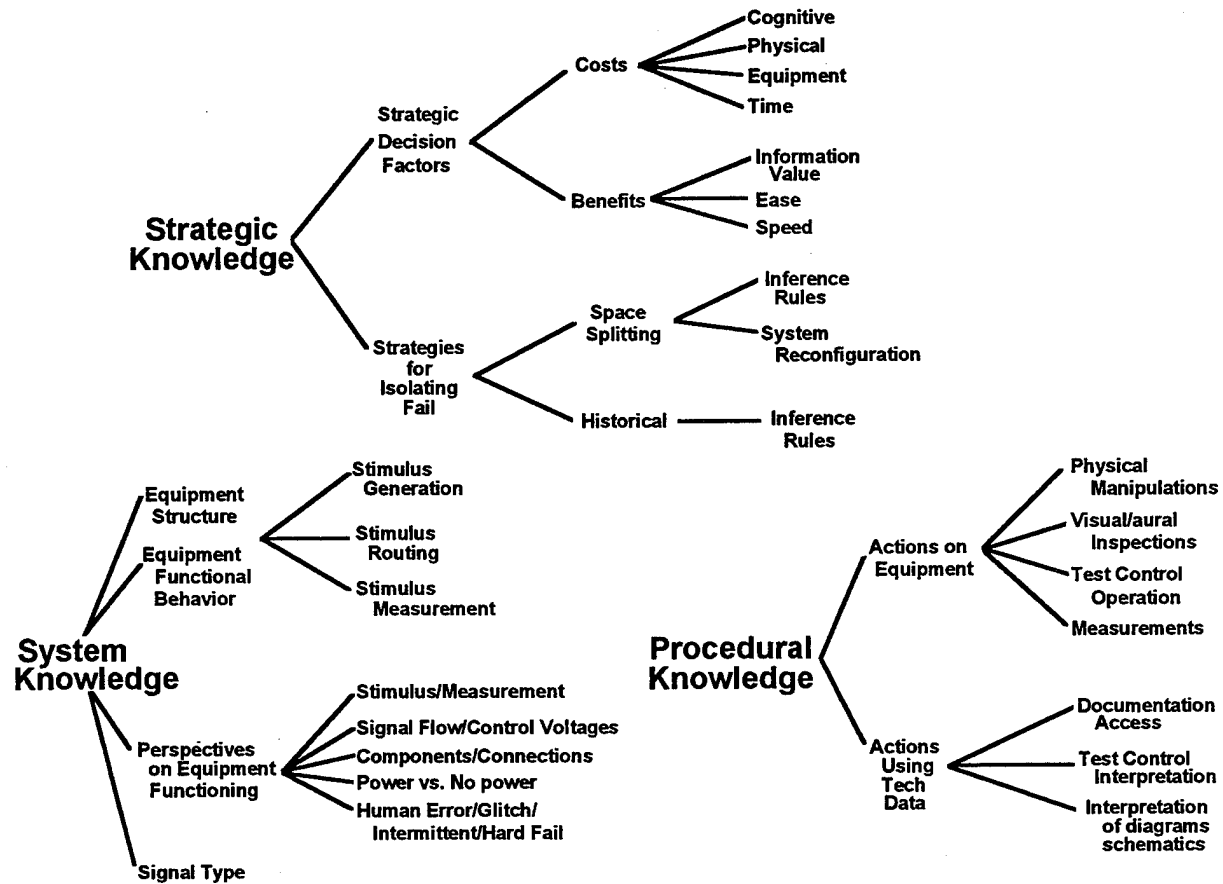 Strategic
Knowledge
Strategic
Decision
Factors
Costs
Cognitive
Physical
Equipment
Time
Benefits
Information
Value
Ease
Speed
Strategies
for
Isolating
Fail
Space
Splitting
Inference
Rules
System
Reconfiguration
Historical
Inference
Rules
System
Knowledge
Equipment
Structure
Equipment
Functional
Behavior
Stimulus
Generation
Stimulus
Routing
Stimulus
Measurement
Perspectives
on Equipment
Functioning
Stimulus/Measurement
Signal Flow/Control Voltages
Components/Connections
Power vs. No power
Human Error/Glitch/
Intermittent/Hard Fail
Signal Type
Procedural
Knowledge
Actions on
Equipment
Physical
Manipulations
Visual/aural
Inspections
Test Control
Operation
Measurements
Actions
Using
Tech
Data
Documentation
Access
Test Control
Interpretation
Interpretation
of diagrams
schematics